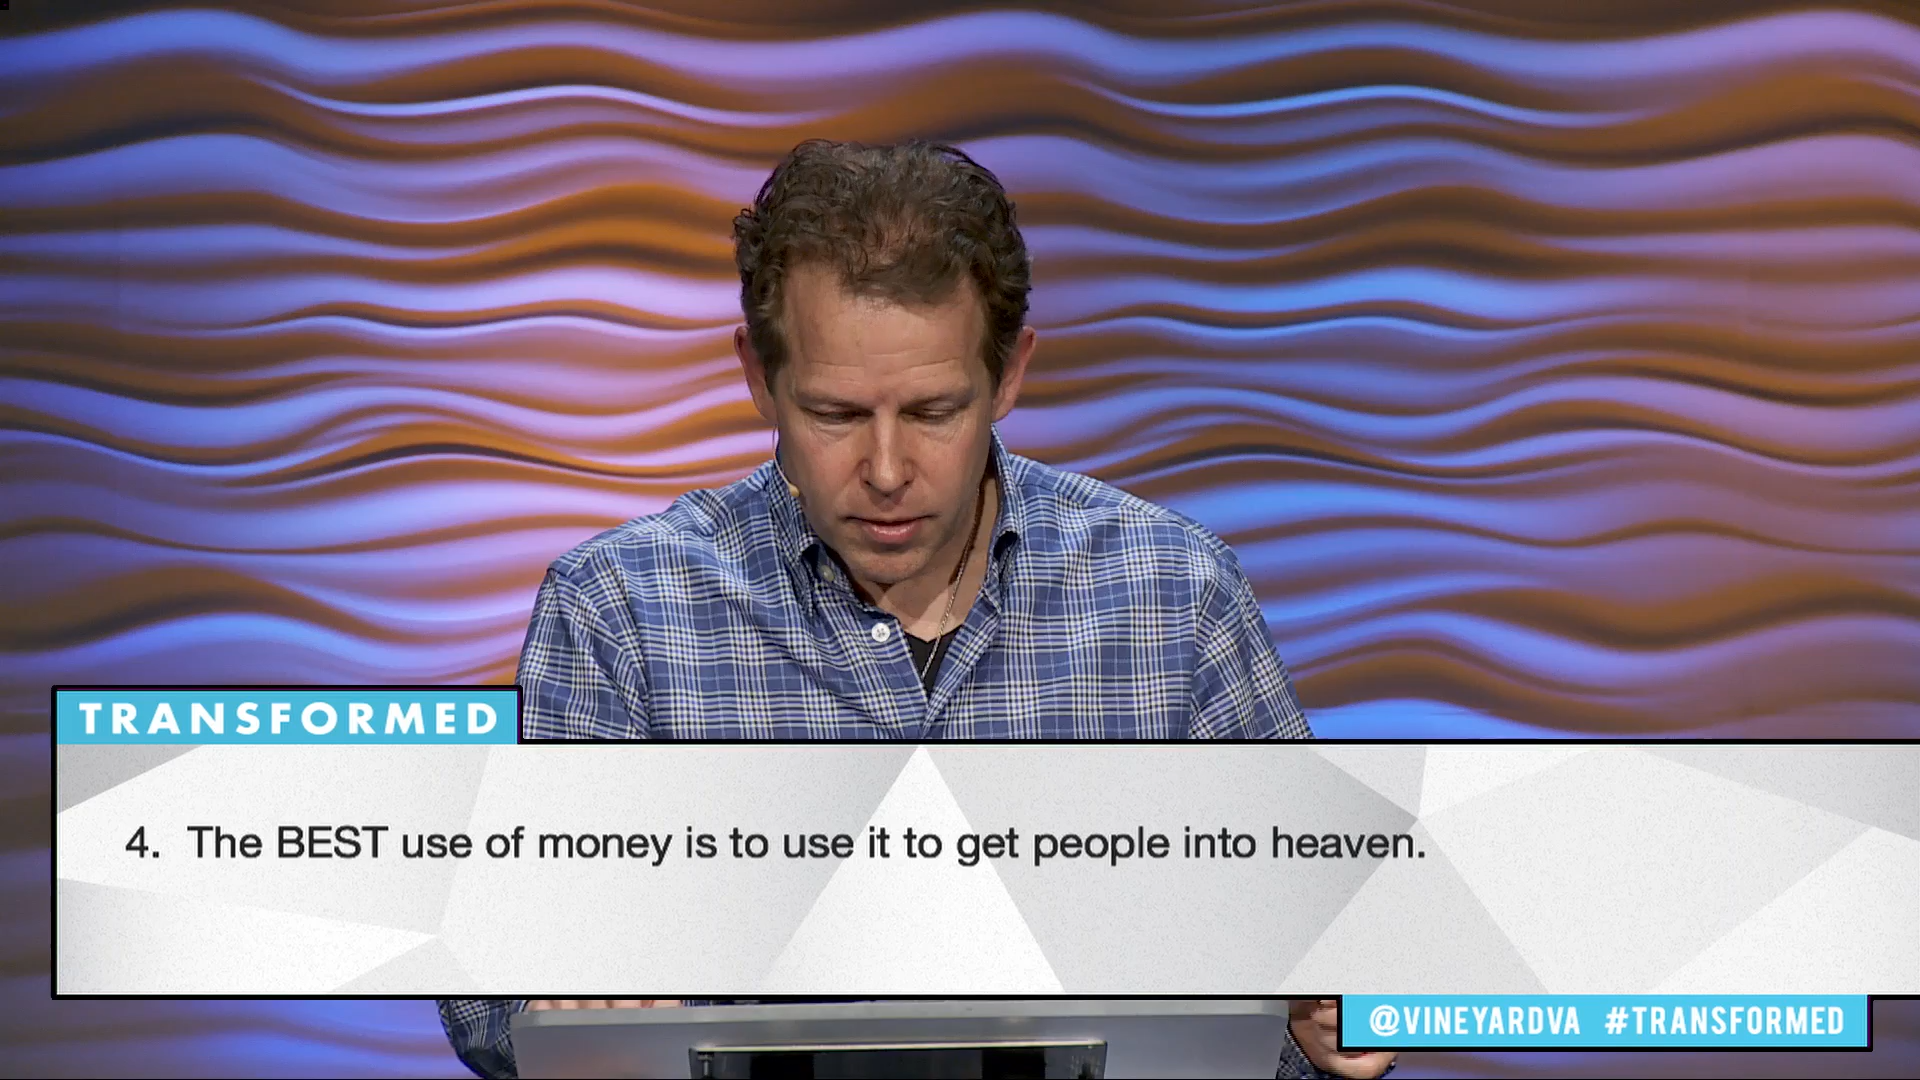 TRANSFORMED
4. The BEST use of money is to use it to get people into heaven.
@VINEYARDVA #TRANSFORMED